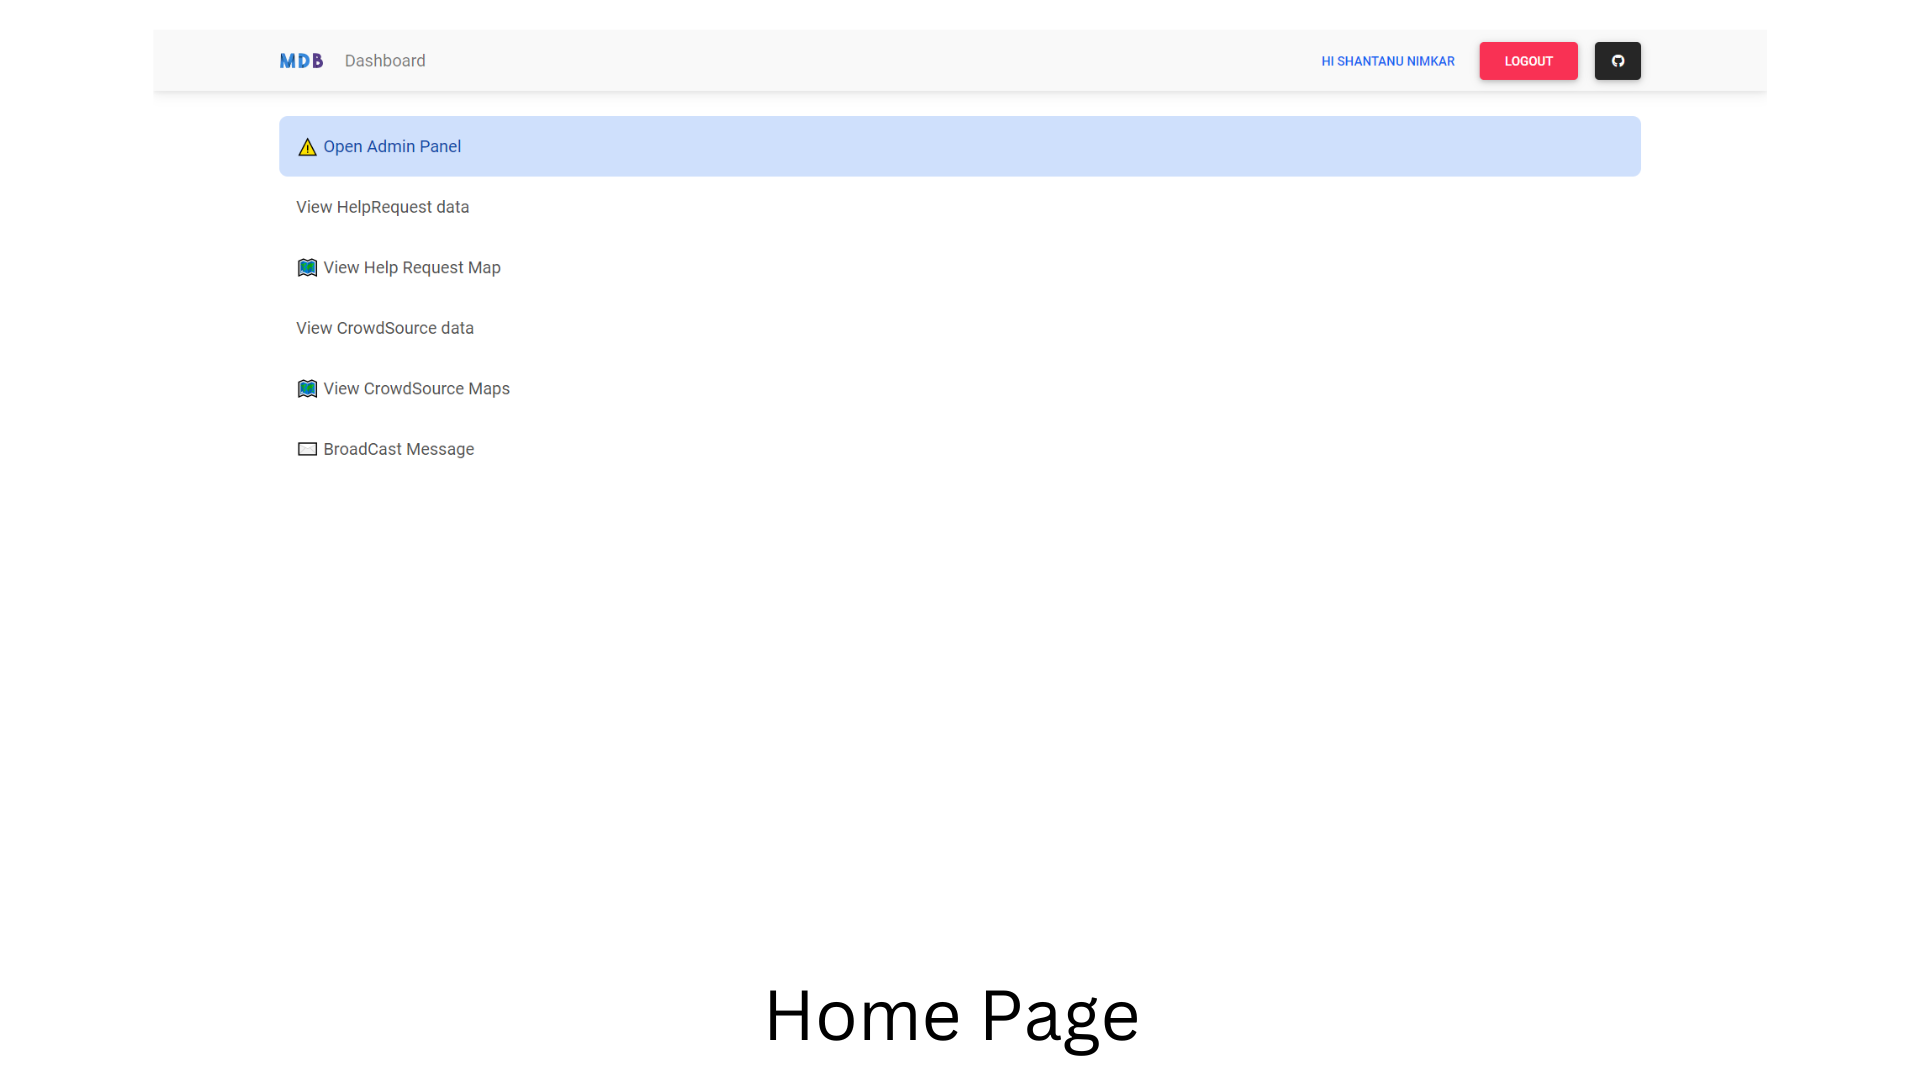 MDB Dashboard HI SHANTANU NIMKAR LOGOUT
Open Admin Panel
View HelpRequest data
View Help Request Map
View CrowdSource data
View CrowdSource Maps
BroadCast Message
Home Page